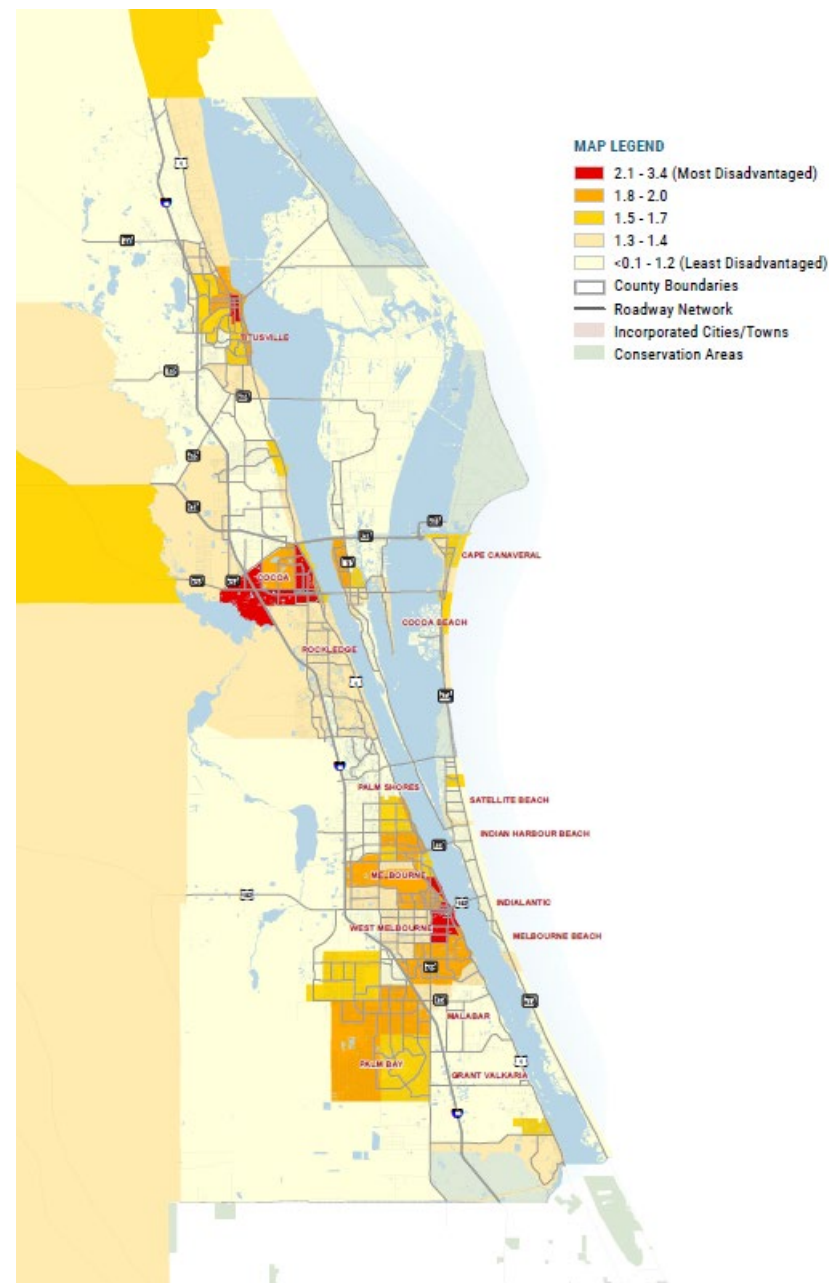 MAP LEGEND
2.1 - 3.4 (Most Disadvantaged)
1.8 - 2.0
1.5 - 1.7
1.3 - 1.4
<0.1 - 1.2 (Least Disadvantaged)
County Boundaries
Roadway Network
Incorporated Cities/Towns
Conservation Areas
TITUSVILLE
CAPE CANAVERAL
COCOA
COCOA BEACH
ROCKLEDGE
PALM SHORES
SATELLITE BEACH
INDIAN HARBOUR BEACH
MELBOURNE
INDIALANTIC
WEST MELBOURNE
MELBOURNE BEACH
MALABAR
PALM BAY
GRANT VALKARIA